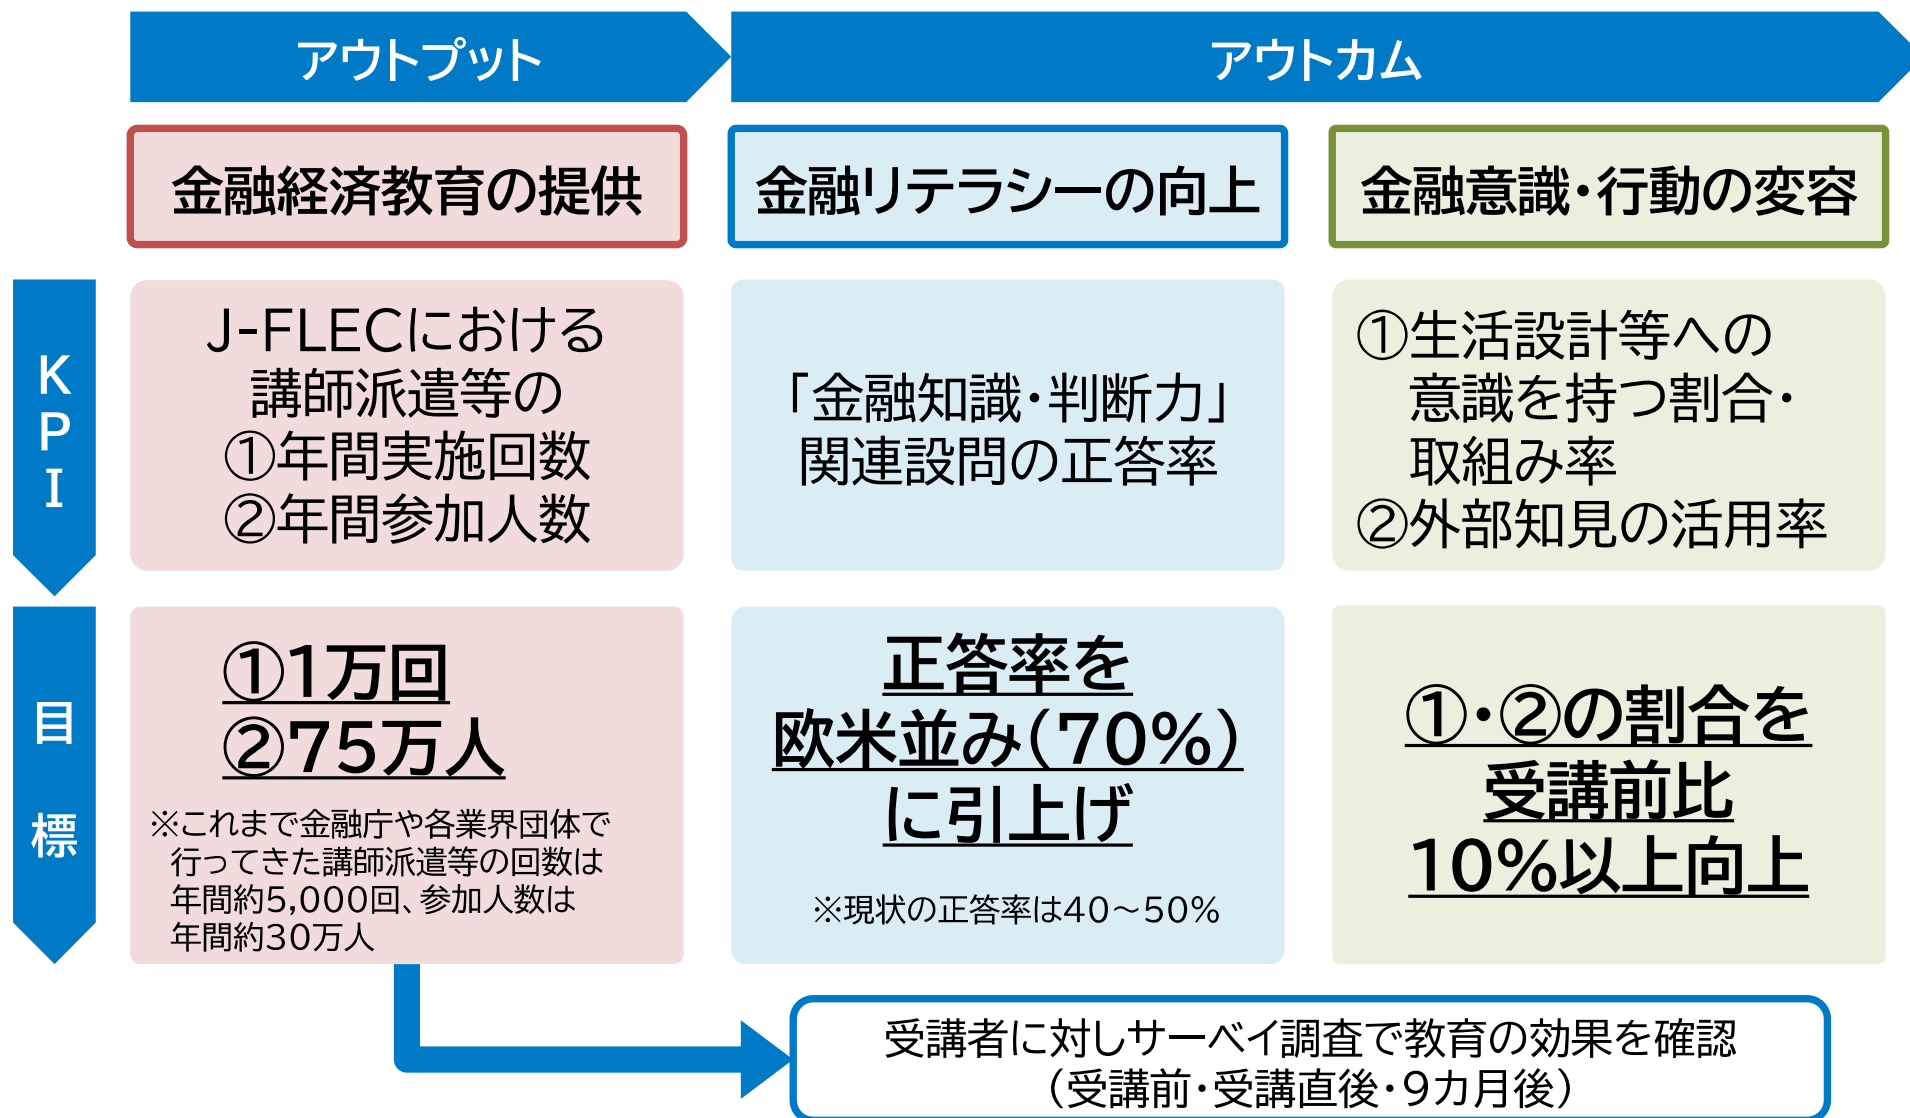 アウトプット
アウトカム
金融経済教育の提供
金融リテラシーの向上
金融意識・行動の変容
KPI
J-FLECにおける
講師派遣等の
①年間実施回数
②年間参加人数
「金融知識・判断力」
関連設問の正答率
①生活設計等への
意識を持つ割合・
取組み率
②外部知見の活用率
目標
①1万回
②75万人
※これまで金融庁や各業界団体で
行ってきた講師派遣等の回数は
年間約5,000回、参加人数は
年間約30万人
正答率を
欧米並み(70%)
に引上げ
※現状の正答率は40～50%
①・②の割合を
受講前比
10%以上向上
受講者に対しサーベイ調査で教育の効果を確認
(受講前・受講直後・9カ月後)